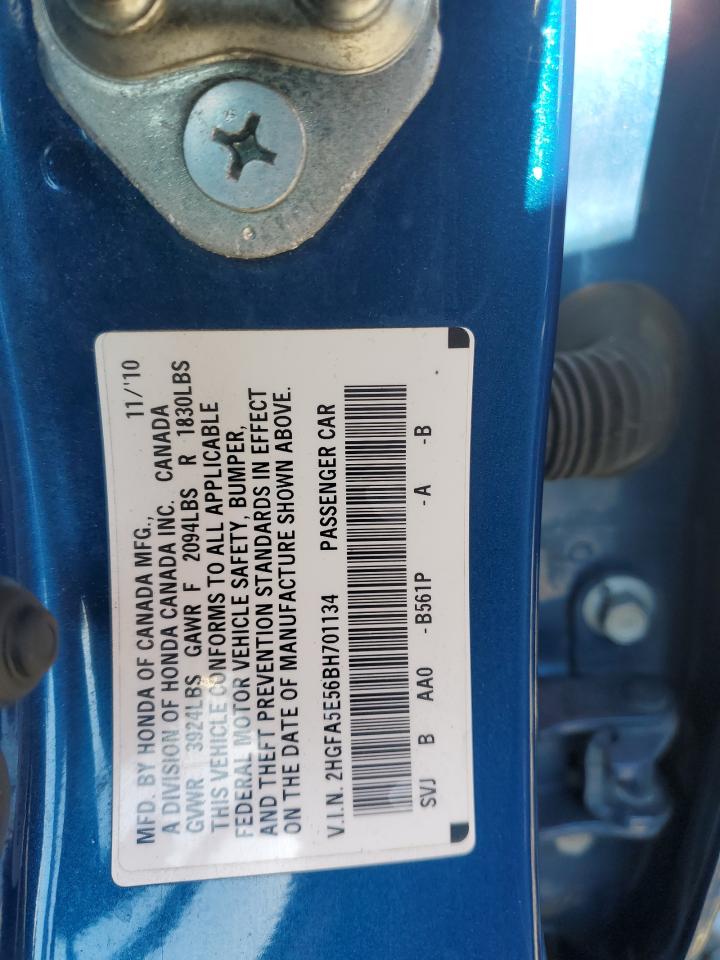 MFD. BY HONDA OF CANADA MFG., 11/'10
A DIVISION OF HONDA CANADA INC. CANADA
GVWR 3924LBS GAWR F 2094LBS R 1830LBS
THIS VEHICLE CONFORMS TO ALL APPLICABLE
FEDERAL MOTOR VEHICLE SAFETY, BUMPER,
AND THEFT PREVENTION STANDARDS IN EFFECT
ON THE DATE OF MANUFACTURE SHOWN ABOVE.
V.I.N. 2HGFA5E56BH701134 PASSENGER CAR
SVJ B AA0 -B561P -A -B